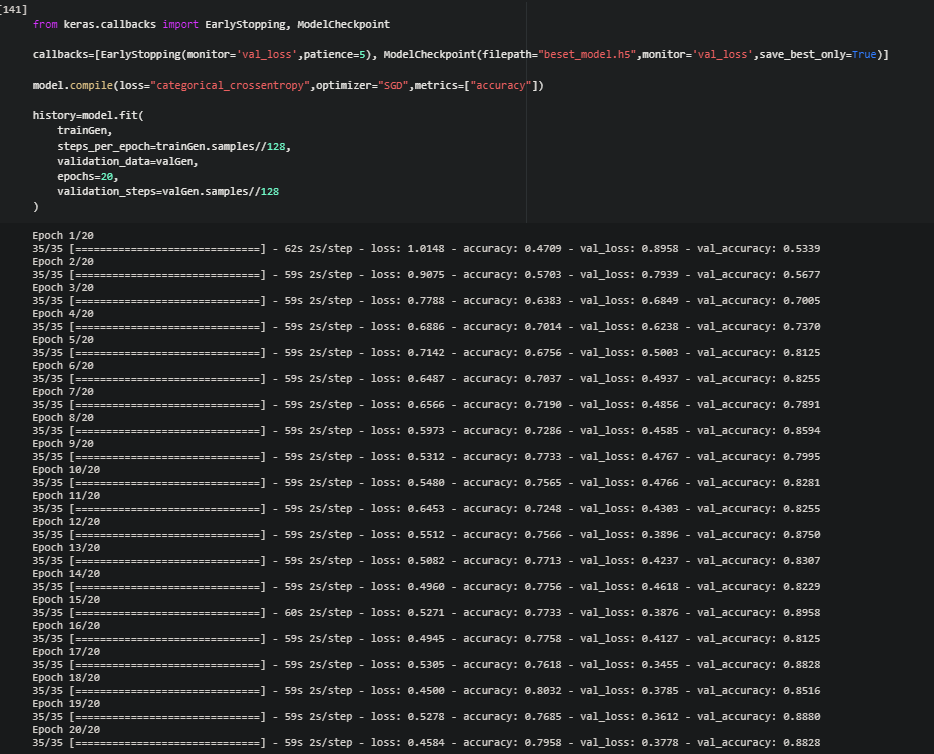 [141]
from keras.callbacks import EarlyStopping, ModelCheckpoint
callbacks=[EarlyStopping(monitor='val_loss',patience=5), ModelCheckpoint(filepath="beset_model.h5",monitor='val_loss',save_best_only=True)]
model.compile(loss="categorical_crossentropy",optimizer="SGD",metrics=["accuracy"])
history=model.fit(
    trainGen,
    steps_per_epoch=trainGen.samples//128,
    validation_data=valGen,
    epochs=20,
    validation_steps=valGen.samples//128
)
Epoch 1/20
35/35 [==============================] - 62s 2s/step - loss: 1.0148 - accuracy: 0.4709 - val_loss: 0.8958 - val_accuracy: 0.5339
Epoch 2/20
35/35 [==============================] - 59s 2s/step - loss: 0.9075 - accuracy: 0.5703 - val_loss: 0.7939 - val_accuracy: 0.5677
Epoch 3/20
35/35 [==============================] - 59s 2s/step - loss: 0.7788 - accuracy: 0.6383 - val_loss: 0.6849 - val_accuracy: 0.7005
Epoch 4/20
35/35 [==============================] - 59s 2s/step - loss: 0.6886 - accuracy: 0.7014 - val_loss: 0.6238 - val_accuracy: 0.7370
Epoch 5/20
35/35 [==============================] - 59s 2s/step - loss: 0.7142 - accuracy: 0.6756 - val_loss: 0.5003 - val_accuracy: 0.8125
Epoch 6/20
35/35 [==============================] - 59s 2s/step - loss: 0.6487 - accuracy: 0.7037 - val_loss: 0.4937 - val_accuracy: 0.8255
Epoch 7/20
35/35 [==============================] - 59s 2s/step - loss: 0.6566 - accuracy: 0.7190 - val_loss: 0.4856 - val_accuracy: 0.7891
Epoch 8/20
35/35 [==============================] - 59s 2s/step - loss: 0.5973 - accuracy: 0.7286 - val_loss: 0.4585 - val_accuracy: 0.8594
Epoch 9/20
35/35 [==============================] - 59s 2s/step - loss: 0.5312 - accuracy: 0.7733 - val_loss: 0.4767 - val_accuracy: 0.7995
Epoch 10/20
35/35 [==============================] - 59s 2s/step - loss: 0.5480 - accuracy: 0.7565 - val_loss: 0.4766 - val_accuracy: 0.8281
Epoch 11/20
35/35 [==============================] - 59s 2s/step - loss: 0.6453 - accuracy: 0.7248 - val_loss: 0.4303 - val_accuracy: 0.8255
Epoch 12/20
35/35 [==============================] - 59s 2s/step - loss: 0.5512 - accuracy: 0.7566 - val_loss: 0.3896 - val_accuracy: 0.8750
Epoch 13/20
35/35 [==============================] - 59s 2s/step - loss: 0.5082 - accuracy: 0.7713 - val_loss: 0.4237 - val_accuracy: 0.8307
Epoch 14/20
35/35 [==============================] - 59s 2s/step - loss: 0.4960 - accuracy: 0.7756 - val_loss: 0.4618 - val_accuracy: 0.8229
Epoch 15/20
35/35 [==============================] - 60s 2s/step - loss: 0.5271 - accuracy: 0.7733 - val_loss: 0.3876 - val_accuracy: 0.8958
Epoch 16/20
35/35 [==============================] - 59s 2s/step - loss: 0.4945 - accuracy: 0.7758 - val_loss: 0.4127 - val_accuracy: 0.8125
Epoch 17/20
35/35 [==============================] - 59s 2s/step - loss: 0.5305 - accuracy: 0.7618 - val_loss: 0.3455 - val_accuracy: 0.8828
Epoch 18/20
35/35 [==============================] - 59s 2s/step - loss: 0.4500 - accuracy: 0.8032 - val_loss: 0.3785 - val_accuracy: 0.8516
Epoch 19/20
35/35 [==============================] - 59s 2s/step - loss: 0.5278 - accuracy: 0.7685 - val_loss: 0.3612 - val_accuracy: 0.8880
Epoch 20/20
35/35 [==============================] - 59s 2s/step - loss: 0.4584 - accuracy: 0.7958 - val_loss: 0.3778 - val_accuracy: 0.8828